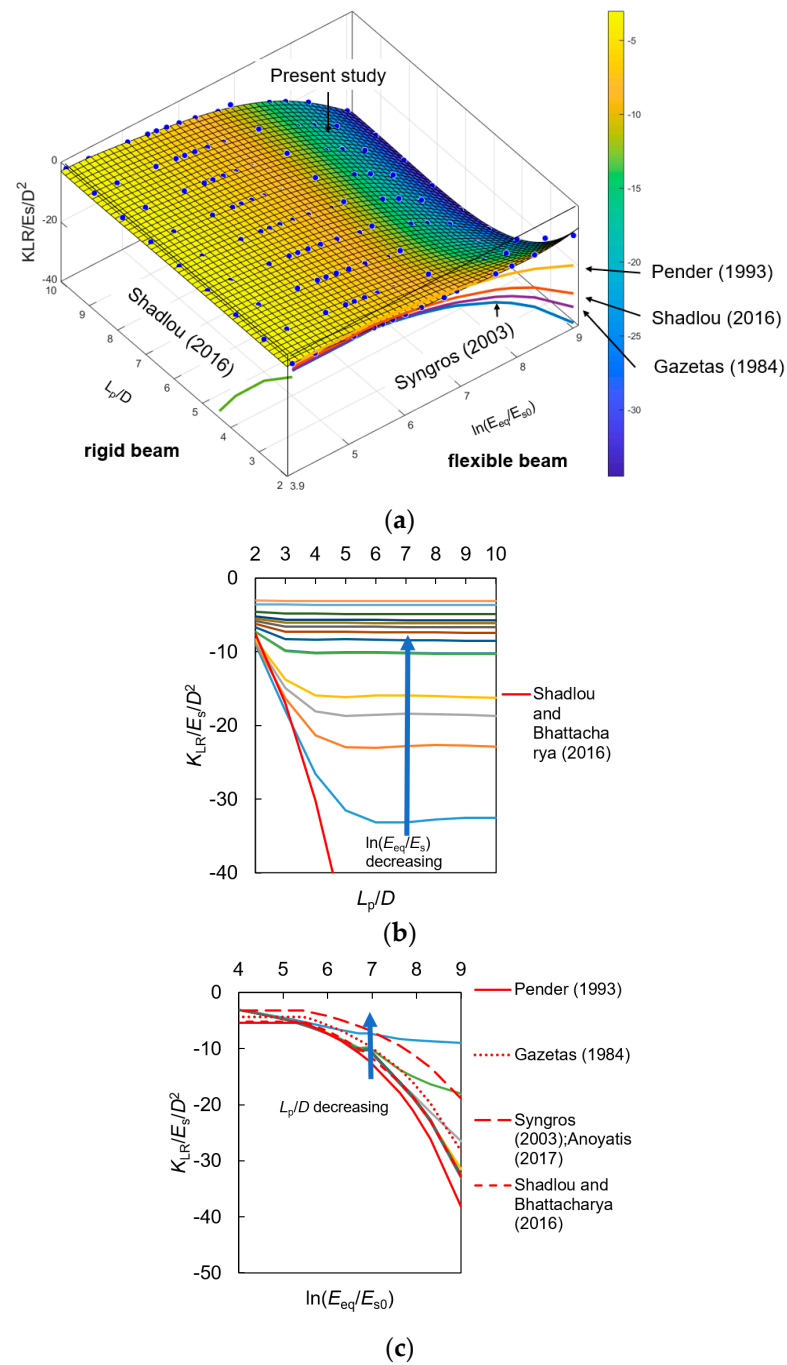 Present study
-5
-10
-15
-20
-25
-30
KLR/Es/D2
0
-20
-40
10
9
8
7
6
5
4
3
2
3.9
5
6
7
8
9
Shadlou (2016)
Lp/D
rigid beam
Syngros (2003)
ln(Eeq/Es0)
flexible beam
Pender (1993)
Shadlou (2016)
Gazetas (1984)
(a)
2 3 4 5 6 7 8 9 10
0
-10
-20
-30
-40
KLR/Es/D2
ln(Eeq/Es)
decreasing
Shadlou
and
Bhattacha
rya (2016)
Lp/D
(b)
4 5 6 7 8 9
0
-10
-20
-30
-40
-50
KLR/Es/D2
Lp/D decreasing
Pender (1993)
Gazetas (1984)
Syngros
(2003);Anoyatis
(2017)
Shadlou and
Bhattacharya
(2016)
ln(Eeq/Es0)
(c)